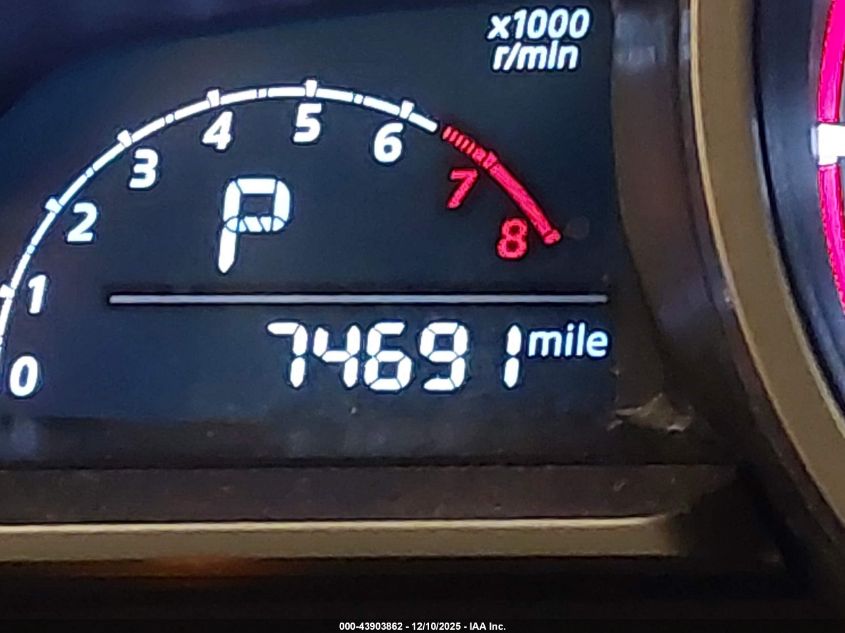 x1000
r/min
0 1 2 3 4 5 6 7 8
P
74691 mile
000-43903862 - 12/10/2025 - IAA Inc.